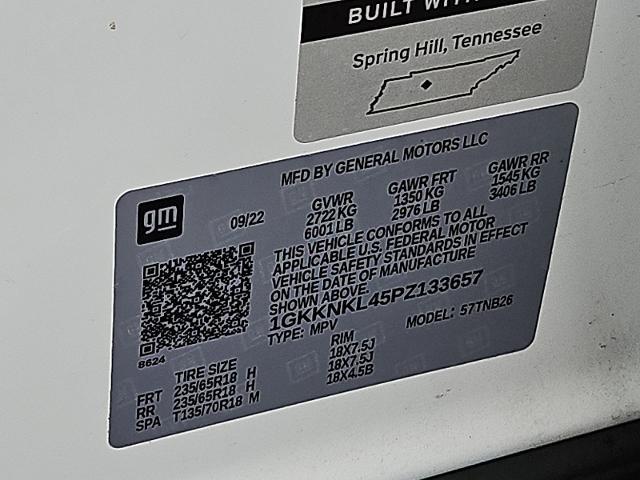 BUILT WITH
Spring Hill, Tennessee
MFD BY GENERAL MOTORS LLC
gm
09/22
GVWR GAWR FRT GAWR RR
2722 KG 1350 KG 1545 KG
6001 LB 2976 LB 3406 LB
THIS VEHICLE CONFORMS TO ALL
APPLICABLE U.S. FEDERAL MOTOR
VEHICLE SAFETY STANDARDS IN EFFECT
ON THE DATE OF MANUFACTURE
SHOWN ABOVE.
1GKKNKL45PZ133657
TYPE: MPV MODEL: 57TNB26
8624
TIRE SIZE RIM
FRT 235/65R18 H 18X7.5J
RR 235/65R18 H 18X7.5J
SPA T135/70R18 M 18X4.5B